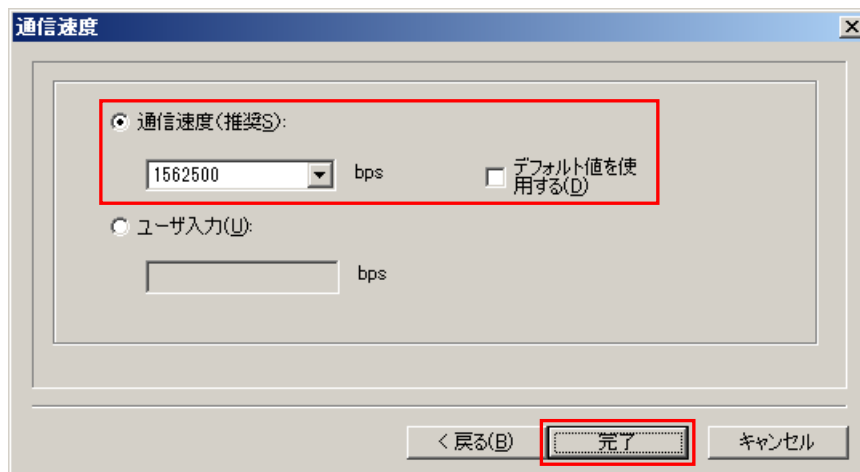 通信速度
通信速度(推奨S):
1562500
bps
デフォルト値を使
用する(D)
ユーザ入力(U):
bps
< 戻る(B)
完了
キャンセル